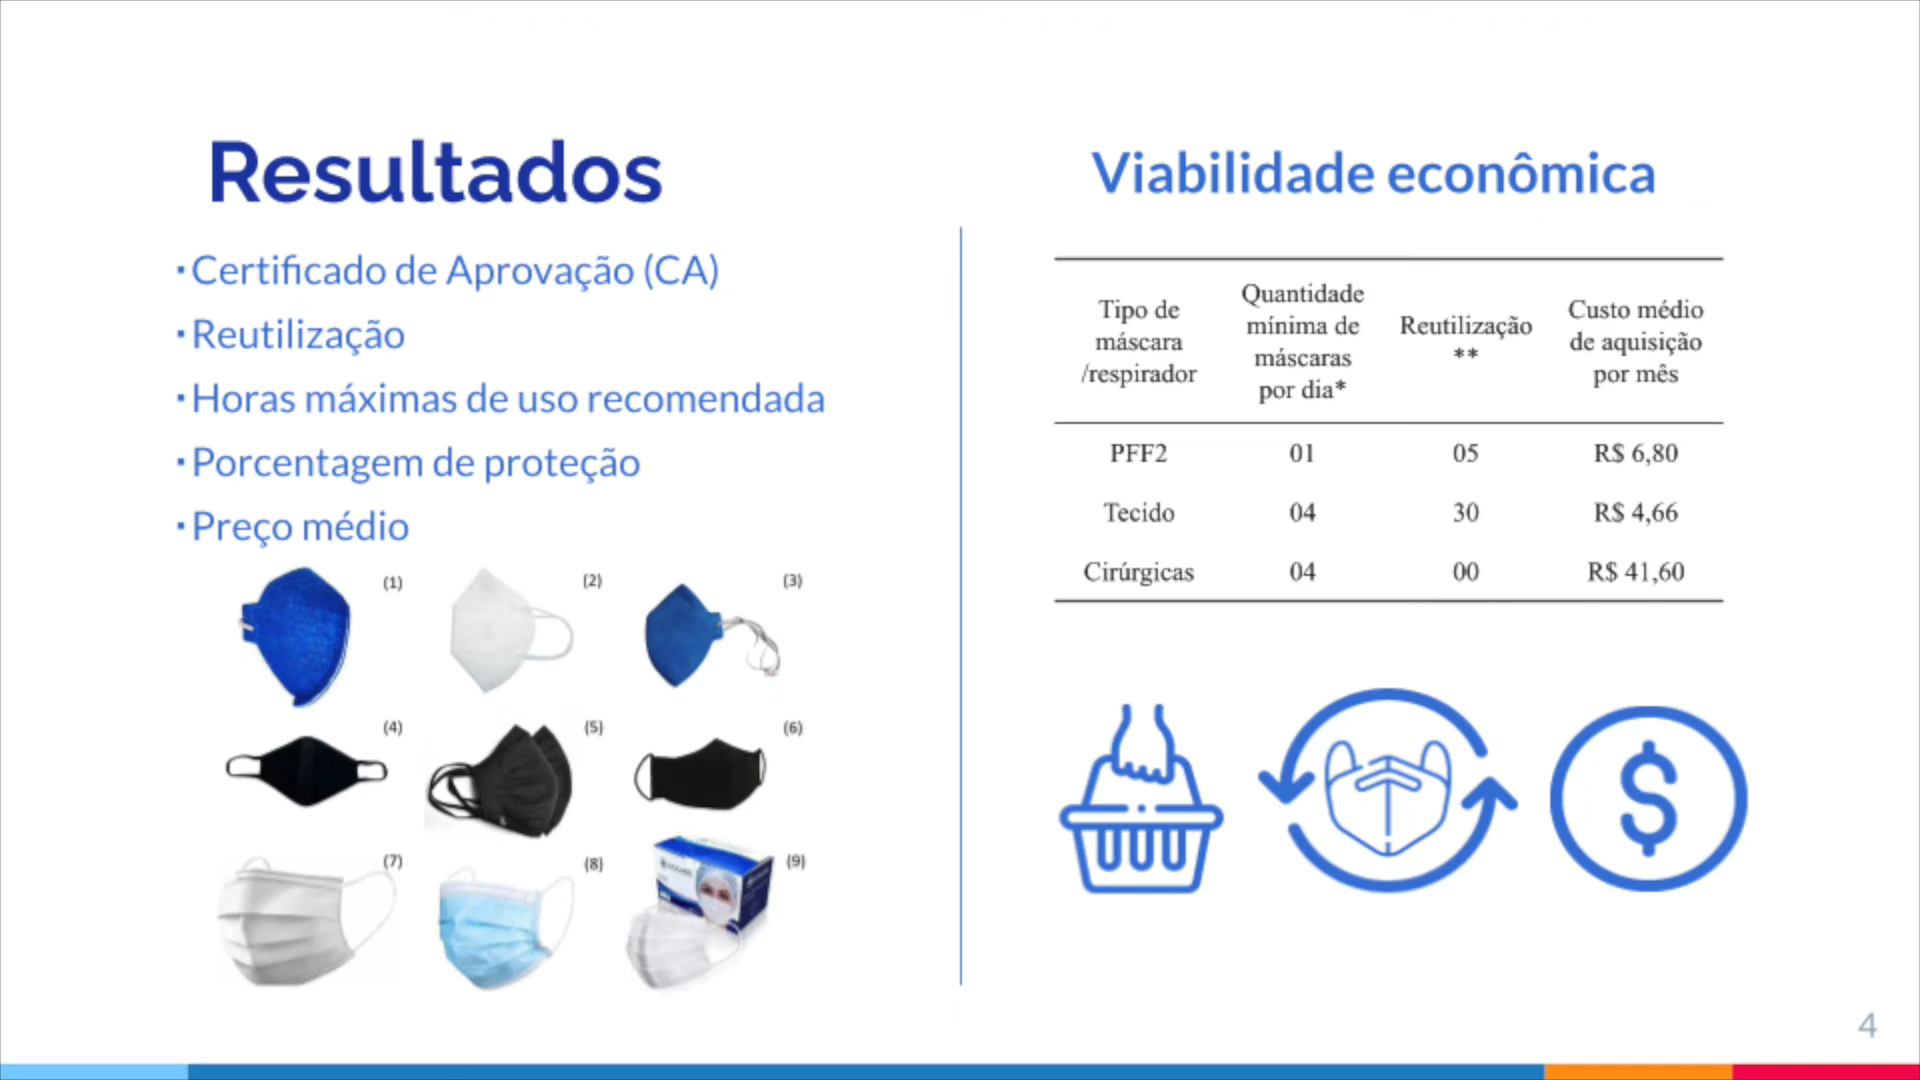 Resultados
▪Certificado de Aprovação (CA)
▪Reutilização
▪Horas máximas de uso recomendada
▪Porcentagem de proteção
▪Preço médio
(1)
(2)
(3)
(4)
(5)
(6)
(7)
(8)
(9)
Viabilidade econômica
Tipo de
máscara
/respirador
Quantidade
mínima de
máscaras
por dia*
Reutilização
**
Custo médio
de aquisição
por mês
PFF2 01 05 R$ 6,80
Tecido 04 30 R$ 4,66
Cirúrgicas 04 00 R$ 41,60
$
4